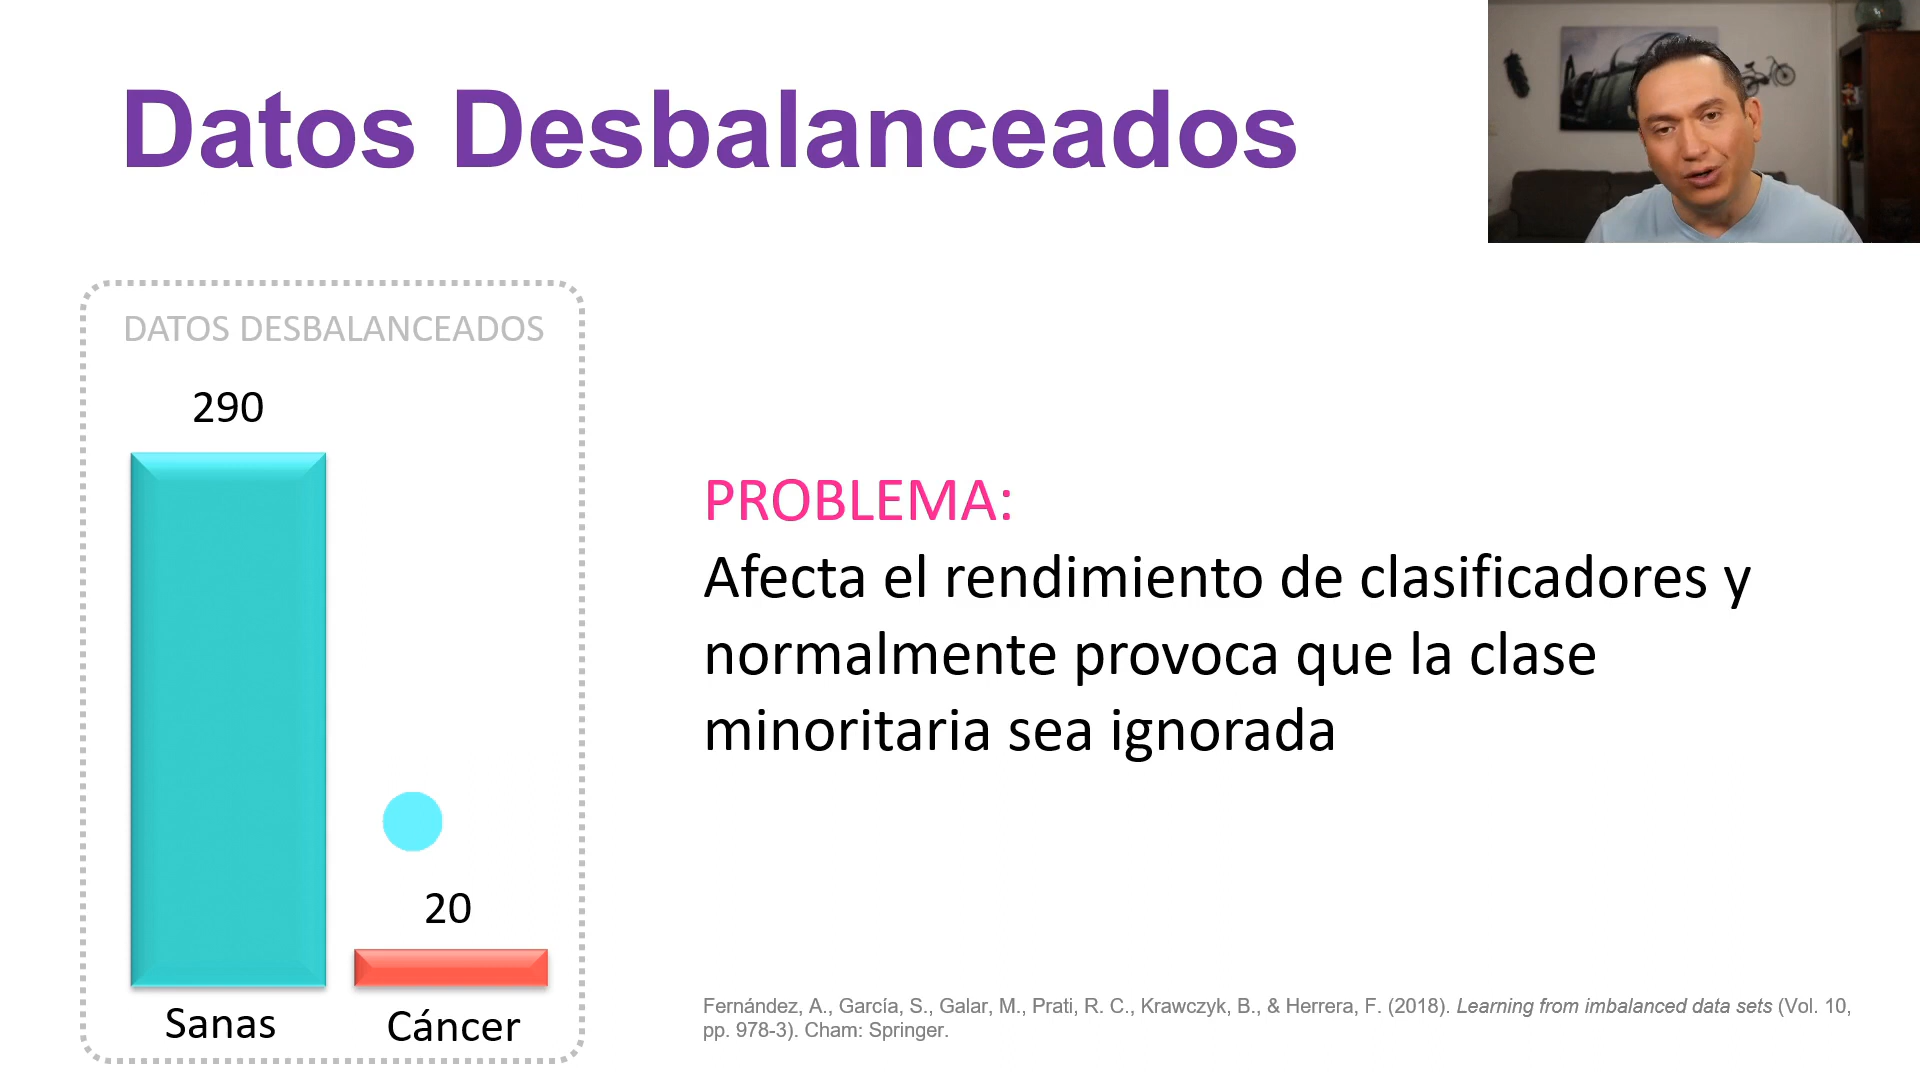 Datos Desbalanceados
DATOS DESBALANCEADOS
290
20
Sanas
Cáncer
PROBLEMA:
Afecta el rendimiento de clasificadores y
normalmente provoca que la clase
minoritaria sea ignorada
Fernández, A., García, S., Galar, M., Prati, R. C., Krawczyk, B., & Herrera, F. (2018). Learning from imbalanced data sets (Vol. 10,
pp. 978-3). Cham: Springer.